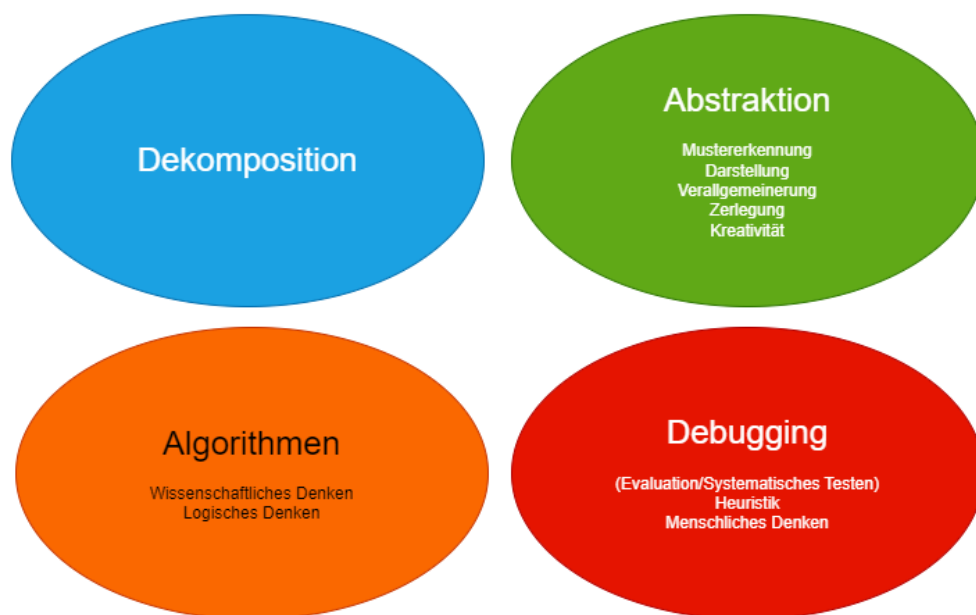 Dekomposition
Abstraktion
Mustererkennung
Darstellung
Verallgemeinerung
Zerlegung
Kreativität
Algorithmen
Wissenschaftliches Denken
Logisches Denken
Debugging
(Evaluation/Systematisches Testen)
Heuristik
Menschliches Denken